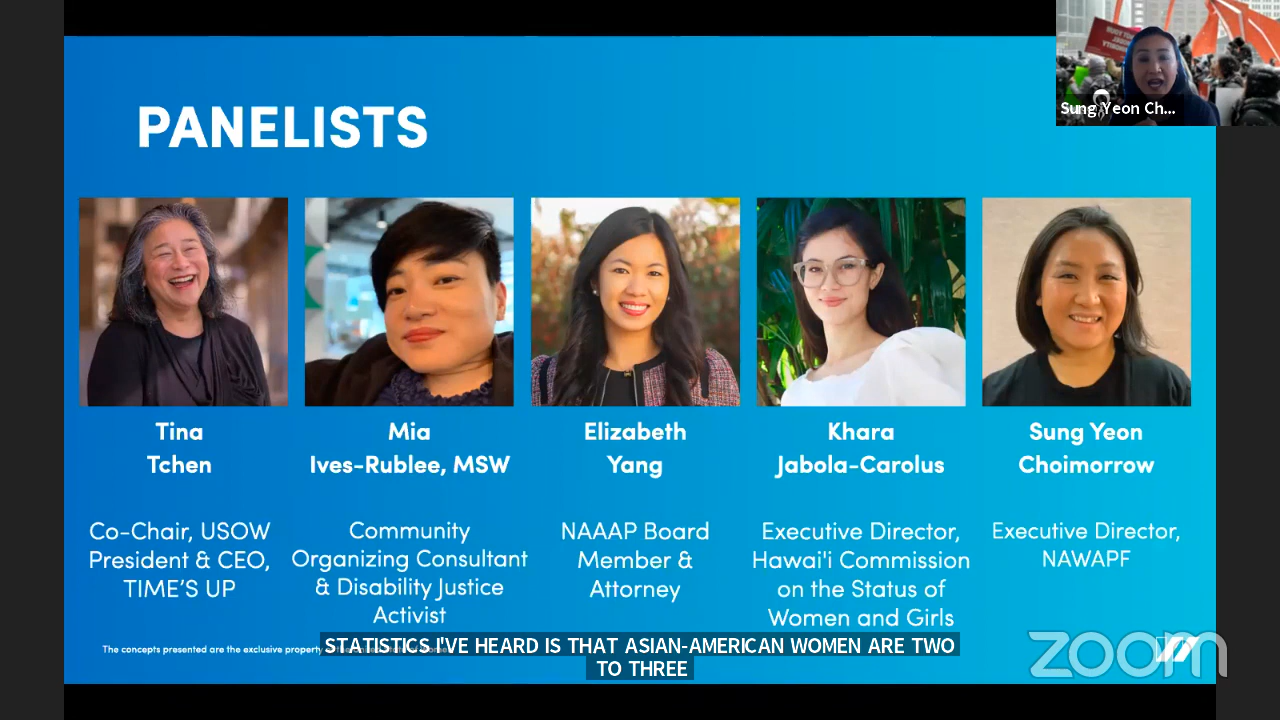 PANELISTS
Sung Yeon Ch...
Tina
Tchen
Co-Chair, USOW
President & CEO,
TIME'S UP
Mia
Ives-Rublee, MSW
Community
Organizing Consultant
& Disability Justice
Activist
Elizabeth
Yang
NAAAP Board
Member &
Attorney
Khara
Jabola-Carolus
Executive Director,
Hawai'i Commission
on the Status of
Women and Girls
Sung Yeon
Choimorrow
Executive Director,
NAWAPF
The concepts presented are the exclusive property
STATISTICS I'VE HEARD IS THAT ASIAN-AMERICAN WOMEN ARE TWO
TO THREE
zoom